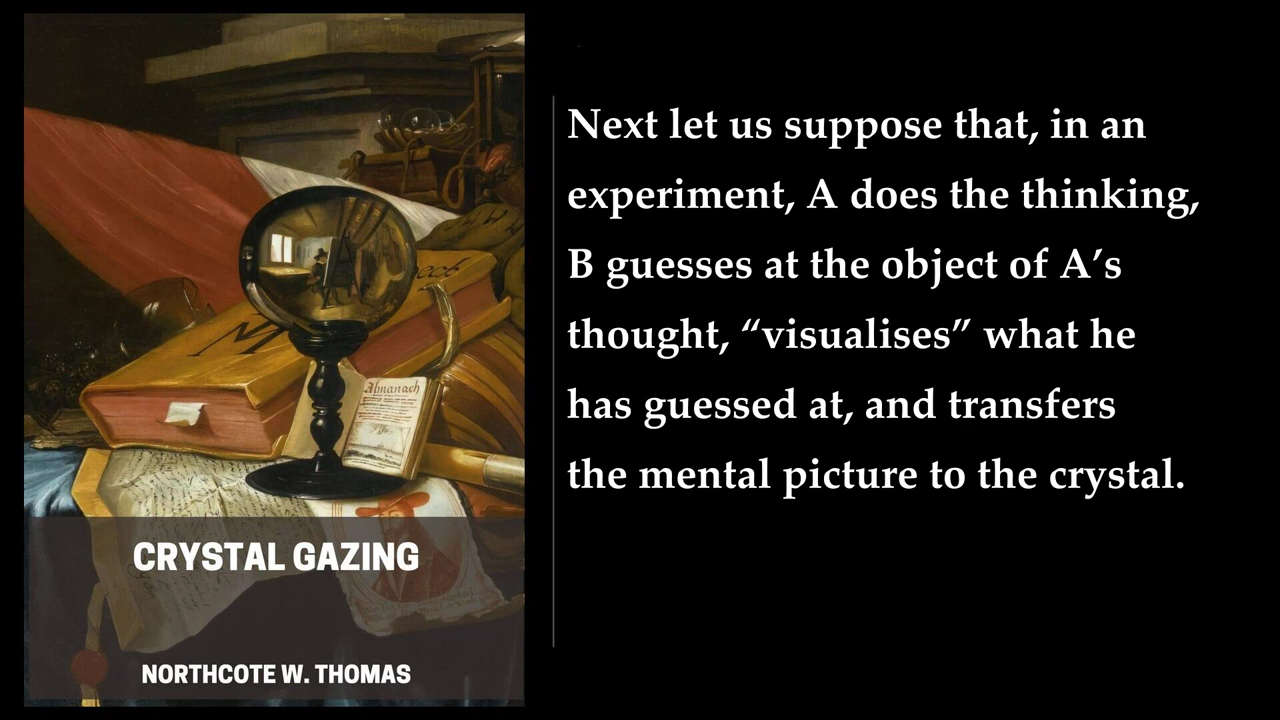 Next let us suppose that, in an
experiment, A does the thinking,
B guesses at the object of A’s
thought, “visualises” what he
has guessed at, and transfers
the mental picture to the crystal.
M
Almanach
CRYSTAL GAZING
NORTHCOTE W. THOMAS